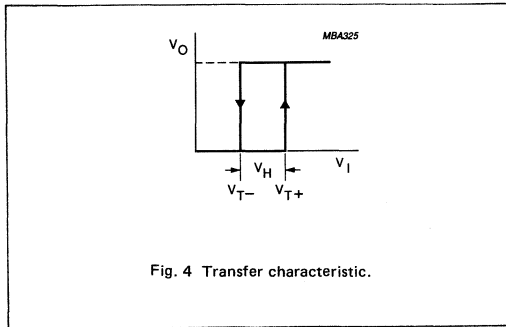 MBA325
VO
VH
VI
VT− VT+
Fig. 4 Transfer characteristic.